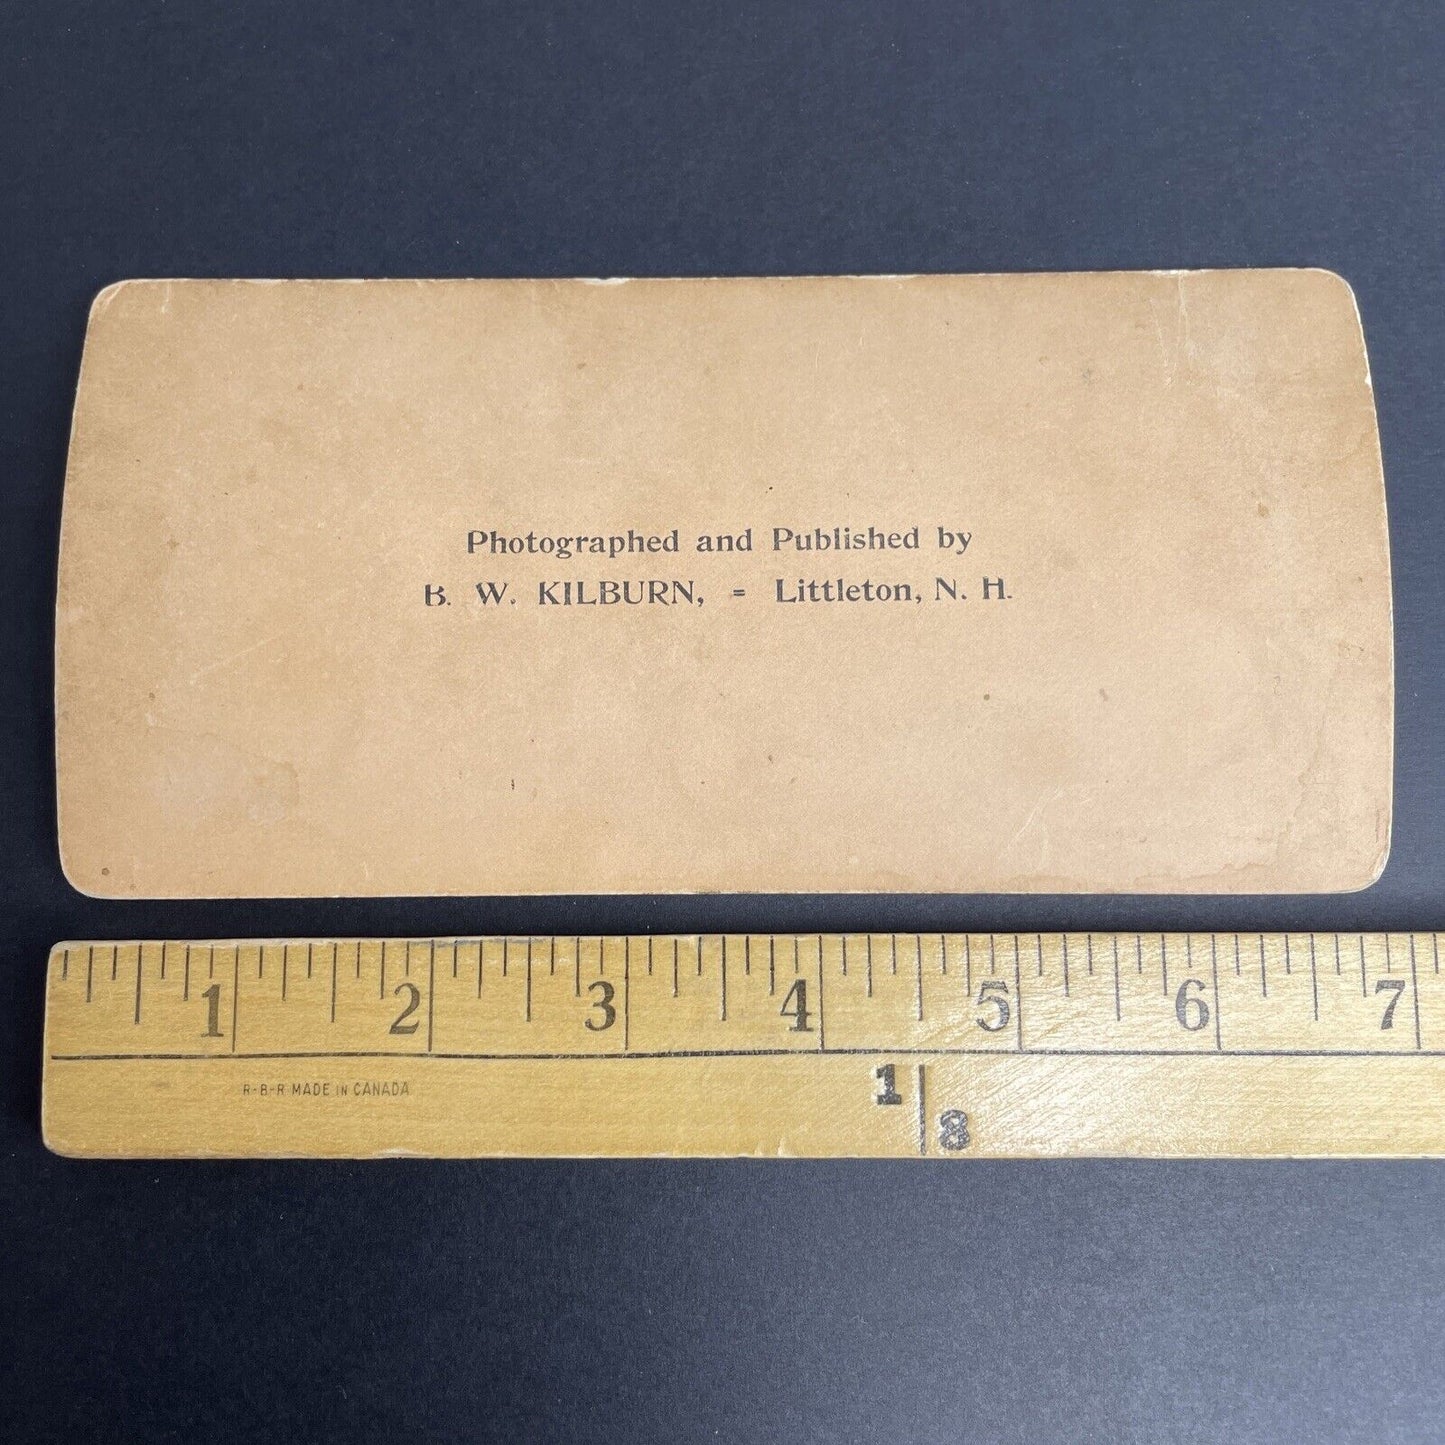 Photographed and Published by
B. W. KILBURN, = Littleton, N. H.
1 2 3 4 5 6 7
R-B-R MADE IN CANADA
1
8